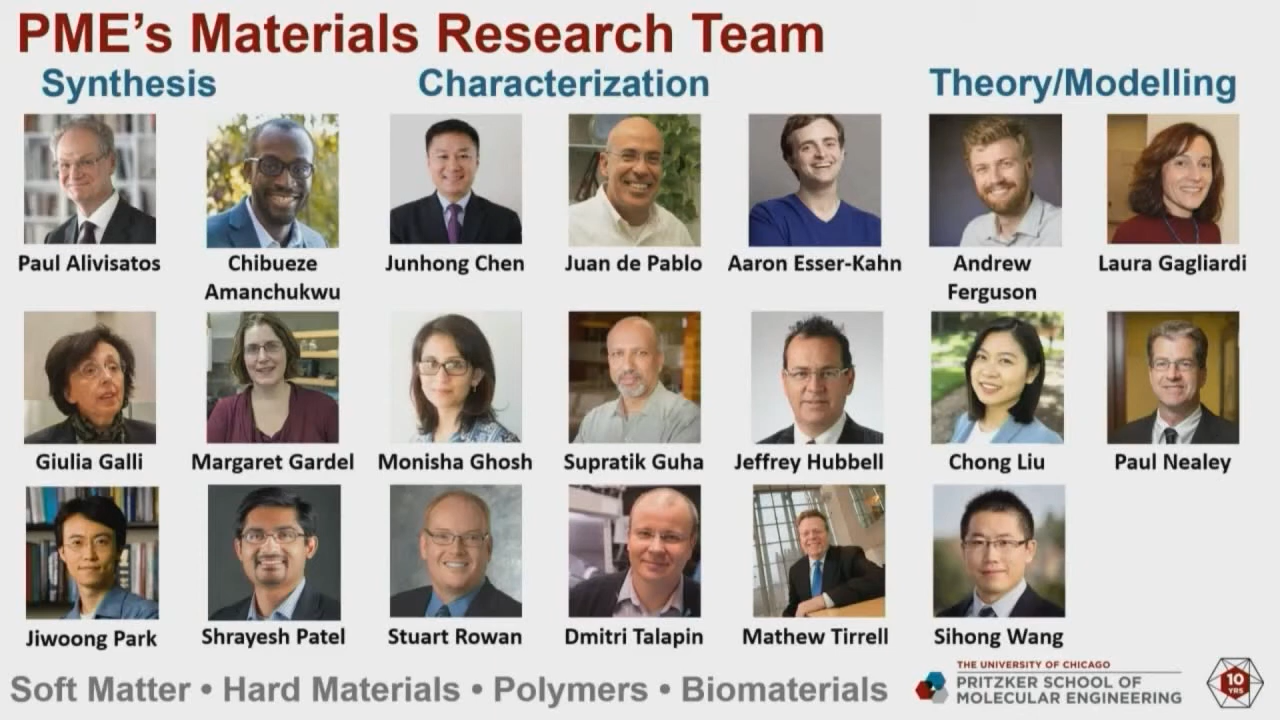 PME's Materials Research Team
Synthesis
Characterization
Theory/Modelling
Paul Alivisatos
Chibueze
Amanchukwu
Junhong Chen
Juan de Pablo
Aaron Esser-Kahn
Andrew
Ferguson
Laura Gagliardi
Giulia Galli
Margaret Gardel
Monisha Ghosh
Supratik Guha
Jeffrey Hubbell
Chong Liu
Paul Nealey
Jiwoong Park
Shrayesh Patel
Stuart Rowan
Dmitri Talapin
Mathew Tirrell
Sihong Wang
Soft Matter • Hard Materials • Polymers • Biomaterials
THE UNIVERSITY OF CHICAGO
PRITZKER SCHOOL OF
MOLECULAR ENGINEERING
10
YRS